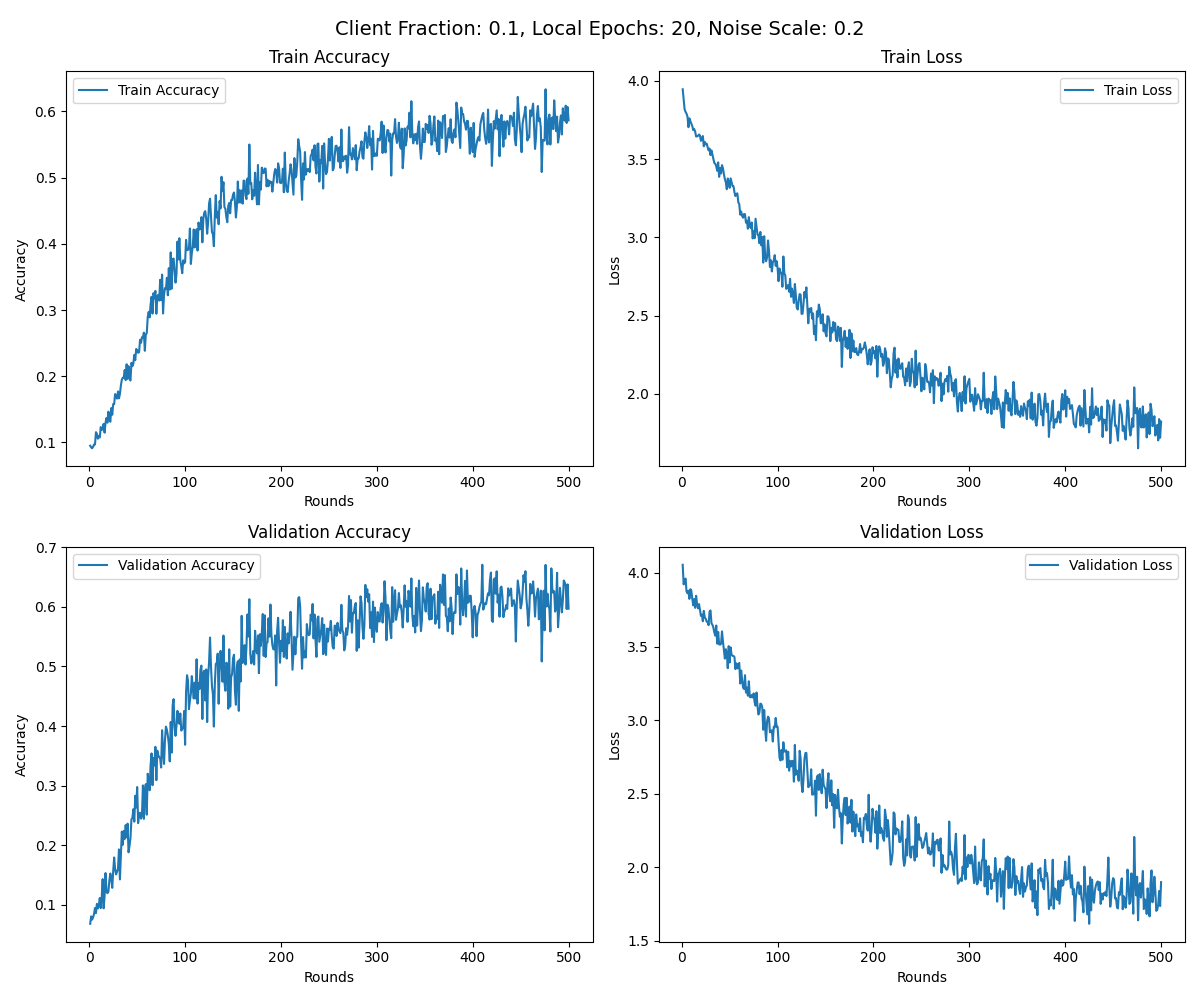 Client Fraction: 0.1, Local Epochs: 20, Noise Scale: 0.2
Train Accuracy
Train Accuracy
0.6
0.5
0.4
0.3
0.2
0.1
Accuracy
0 100 200 300 400 500
Rounds
Train Loss
Train Loss
4.0
3.5
3.0
2.5
2.0
Loss
0 100 200 300 400 500
Rounds
Validation Accuracy
Validation Accuracy
0.7
0.6
0.5
0.4
0.3
0.2
0.1
Accuracy
0 100 200 300 400 500
Rounds
Validation Loss
Validation Loss
4.0
3.5
3.0
2.5
2.0
1.5
Loss
0 100 200 300 400 500
Rounds